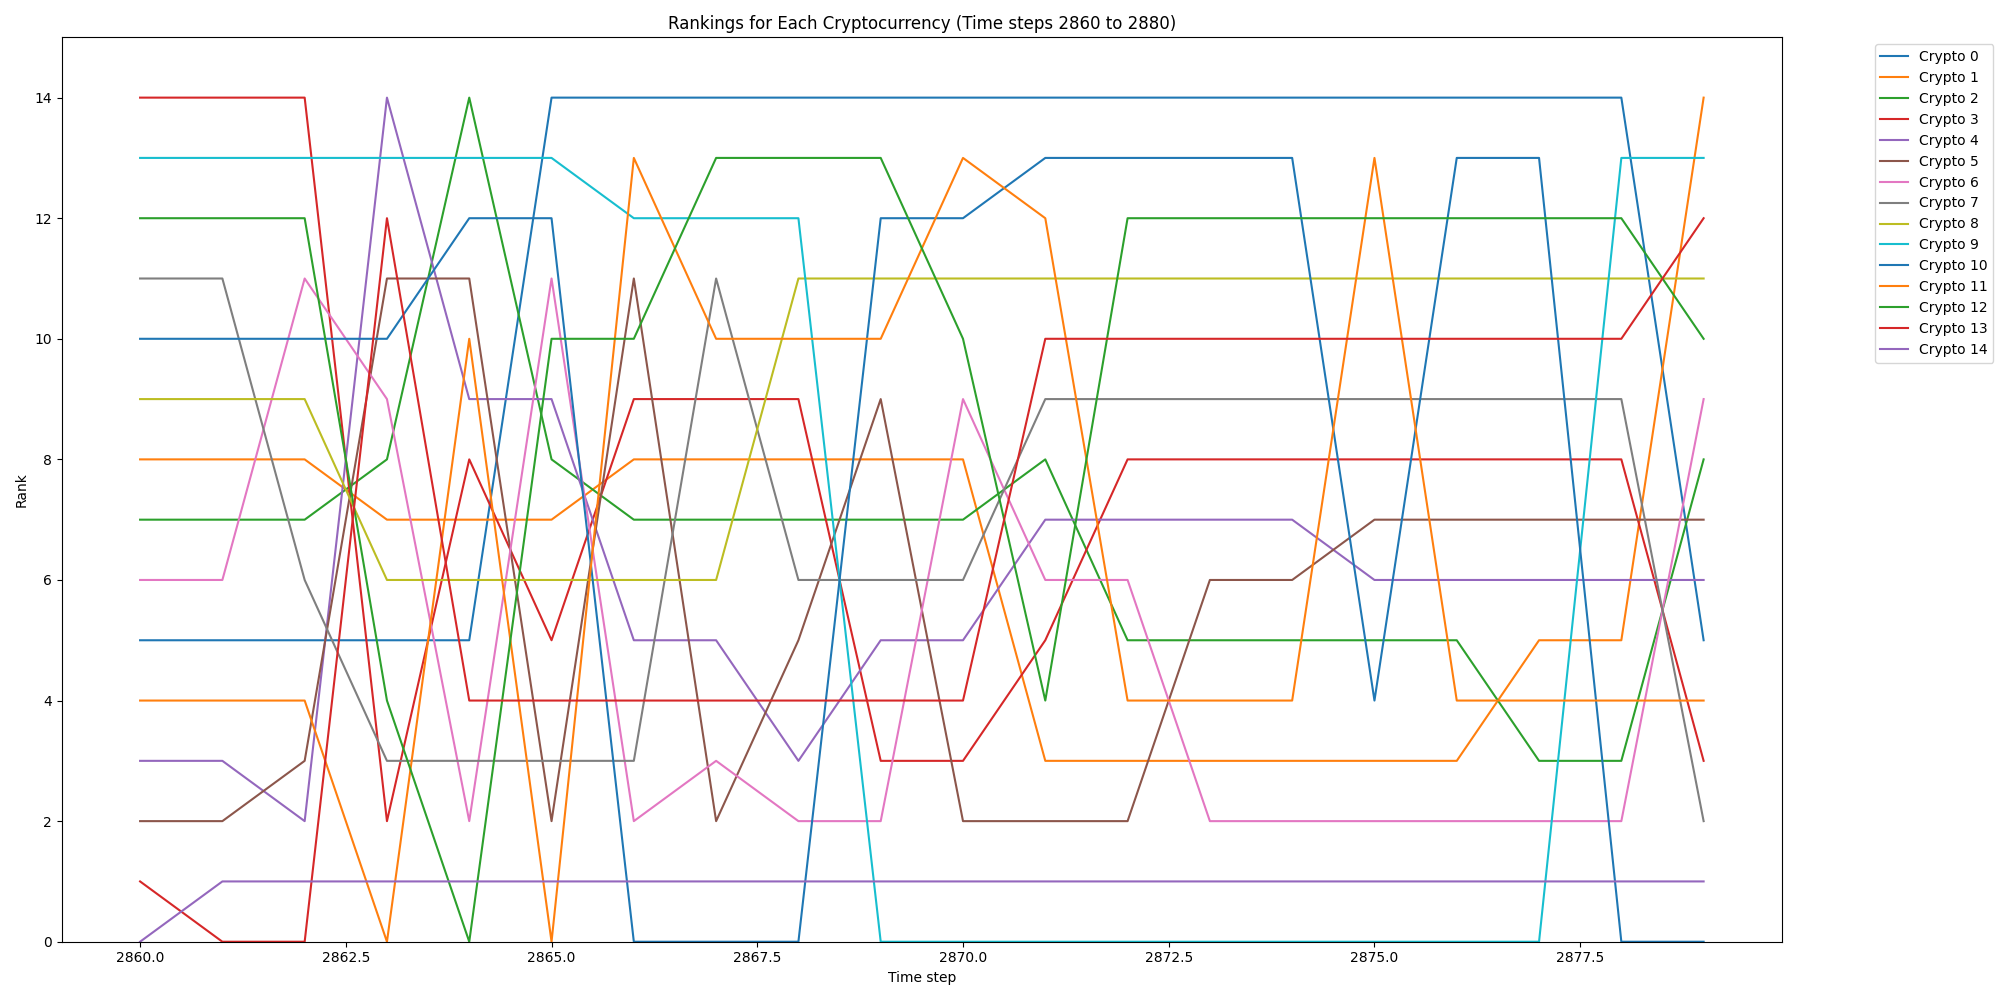 Rankings for Each Cryptocurrency (Time steps 2860 to 2880)
14
12
10
8
6
4
2
0
Rank
2860.0 2862.5 2865.0 2867.5 2870.0 2872.5 2875.0 2877.5
Time step
Crypto 0
Crypto 1
Crypto 2
Crypto 3
Crypto 4
Crypto 5
Crypto 6
Crypto 7
Crypto 8
Crypto 9
Crypto 10
Crypto 11
Crypto 12
Crypto 13
Crypto 14